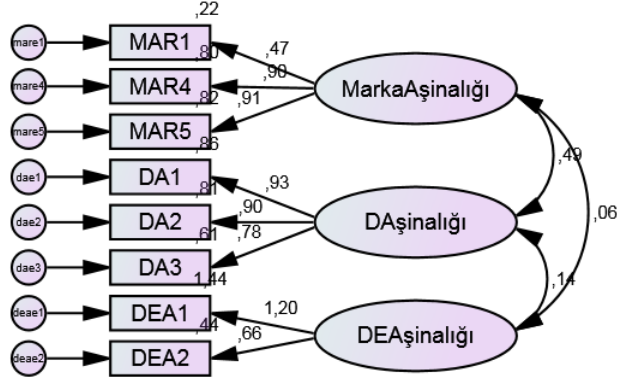 ,22
mare1 MAR1 ,47
,80
mare4 MAR4 ,90 MarkaAşinalığı
,82
mare5 MAR5 ,91
,86
dae1 DA1 ,93 ,49
,81
dae2 DA2 ,90 DAşinalığı ,06
,61
dae3 DA3 ,78
1,44
deae1 DEA1 1,20 ,14
,44
deae2 DEA2 ,66 DEAşinalığı